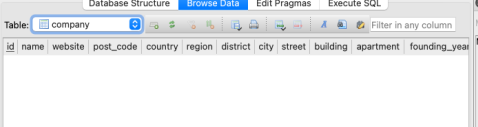 Database Structure Browse Data Edit Pragmas Execute SQL
Table: company Filter in any column
id name website post_code country region district city street building apartment founding_year